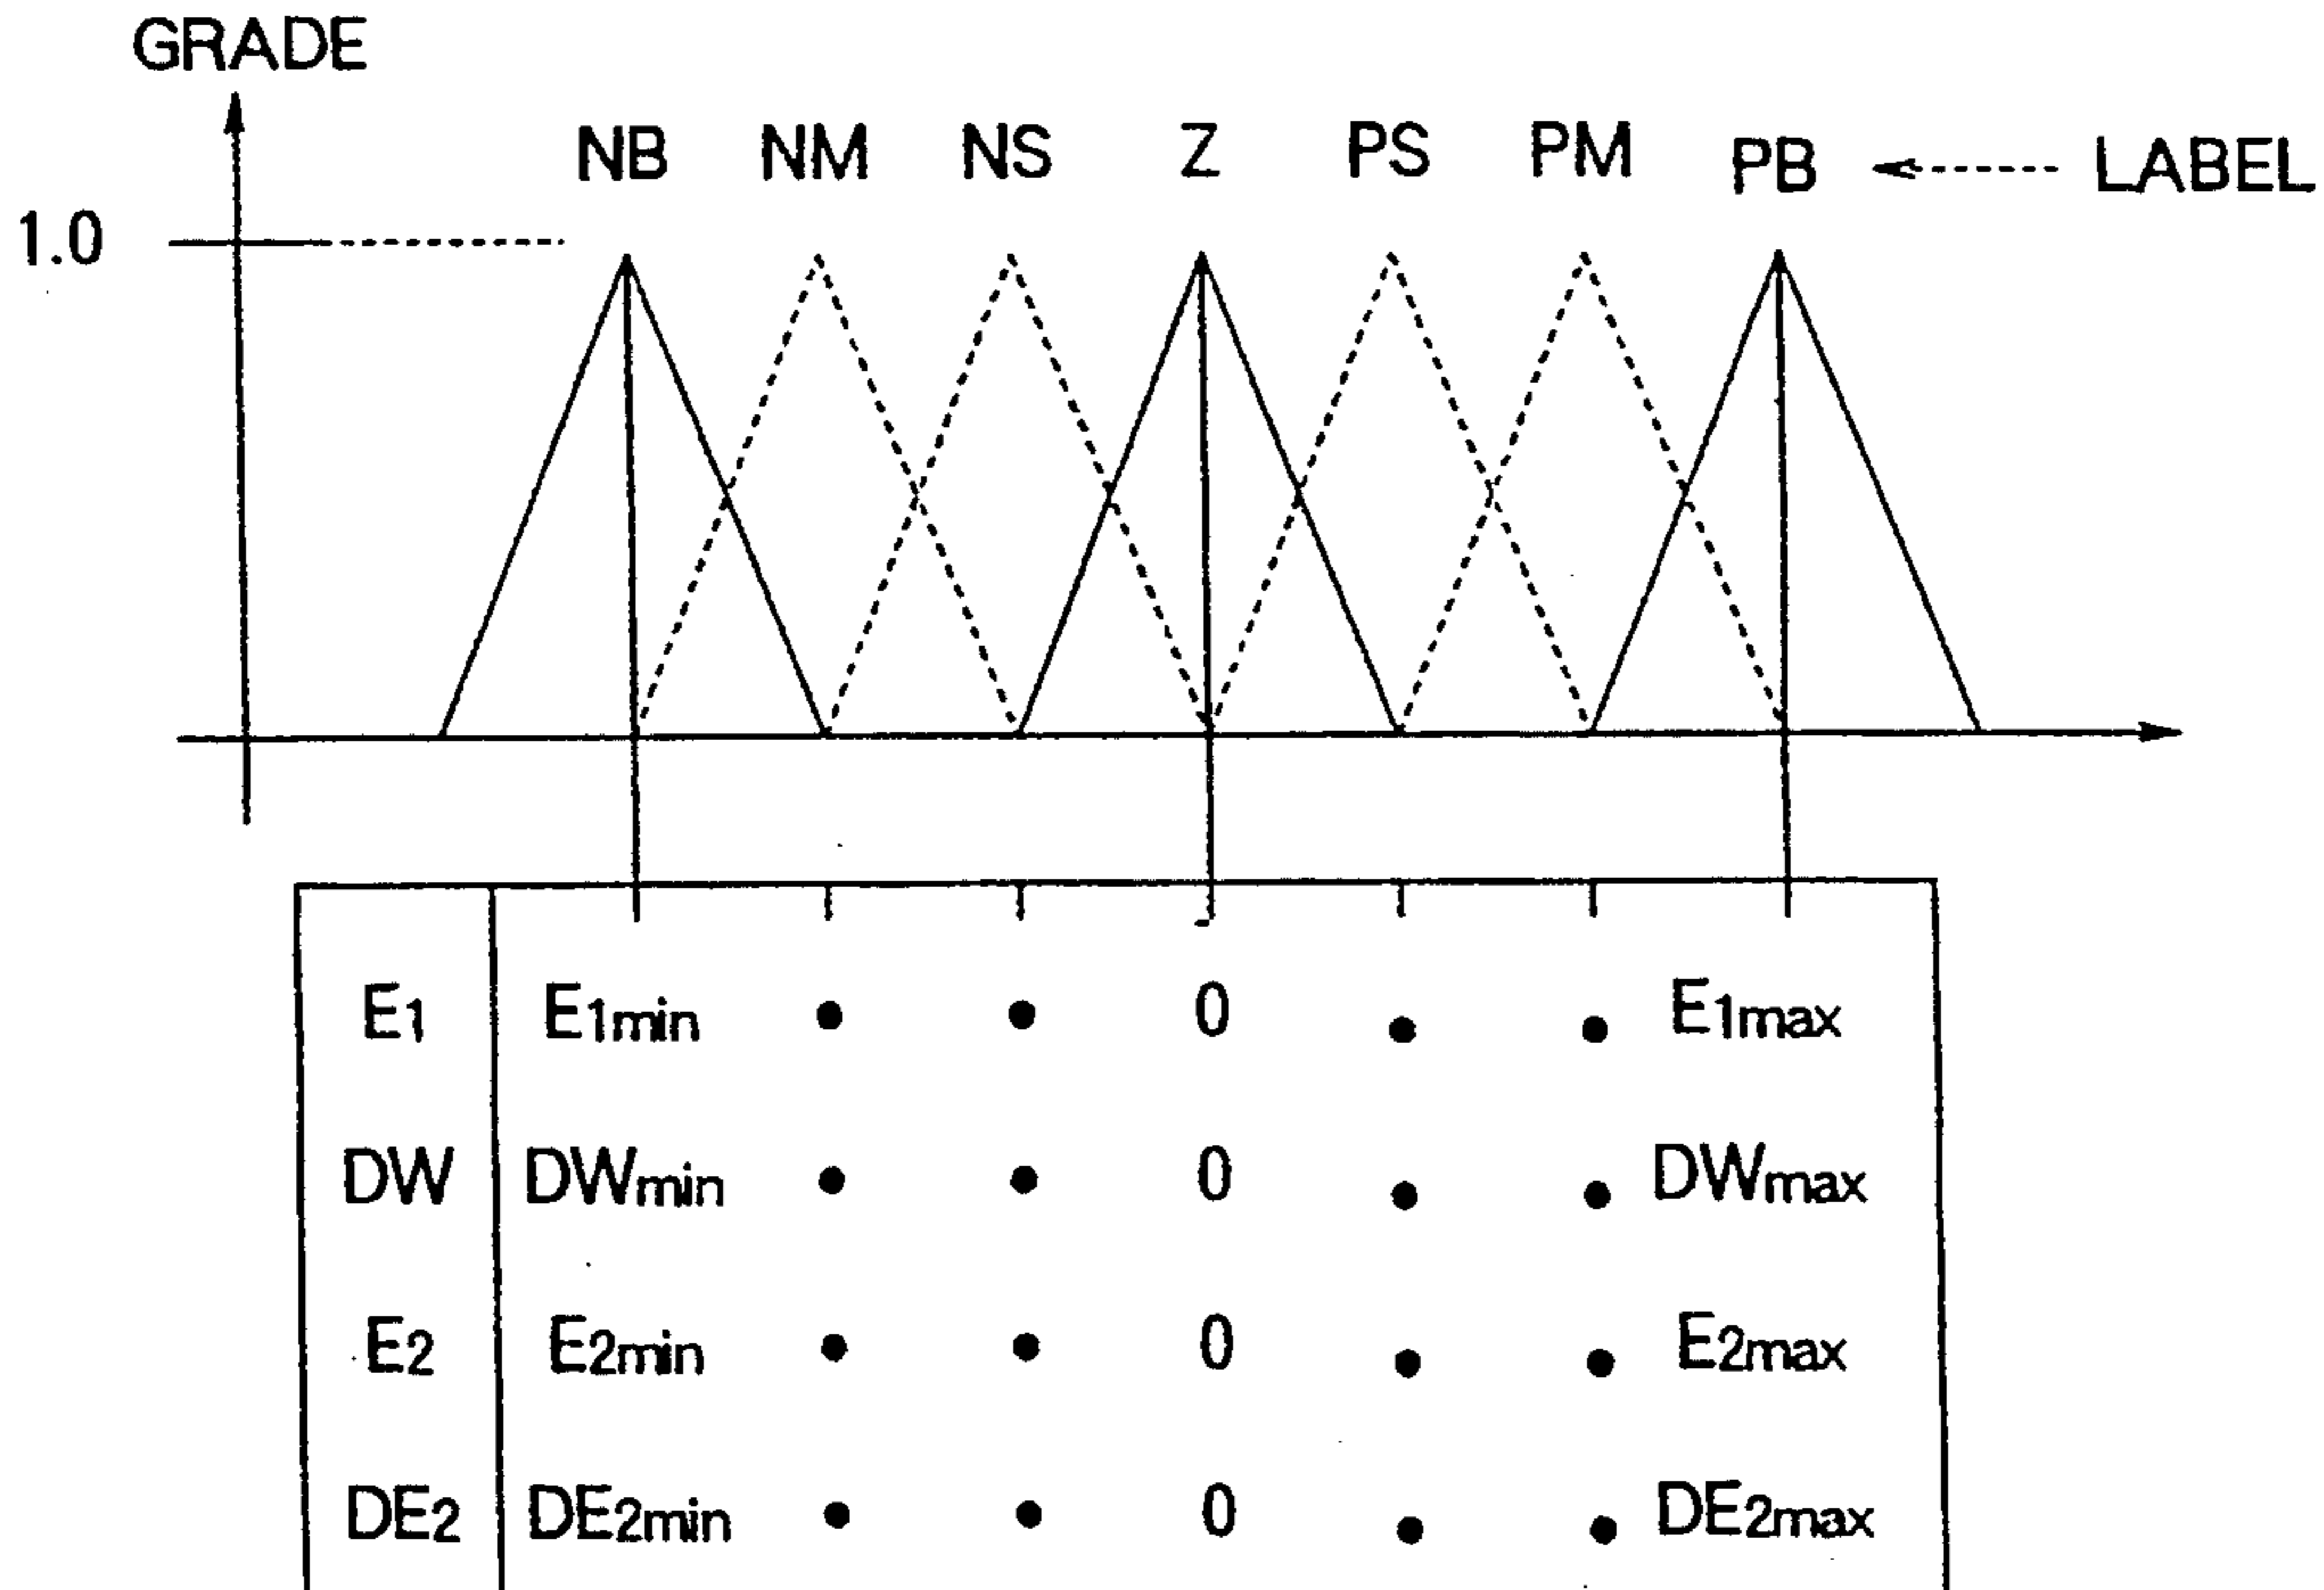 GRADE
NB NM NS Z PS PM PB LABEL
1.0
E1 E1min 0 E1max
DW DWmin 0 DWmax
E2 E2min 0 E2max
DE2 DE2min 0 DE2max